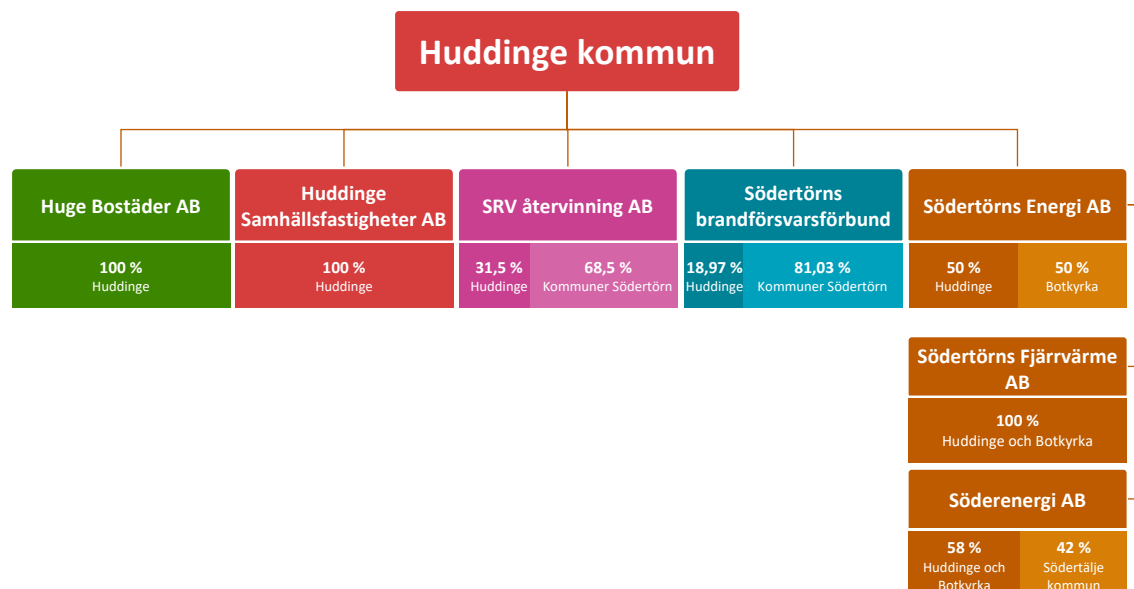 Huddinge kommun
Huge Bostäder AB
100 %
Huddinge
Huddinge
Samhällsfastigheter AB
100 %
Huddinge
SRV återvinning AB
31,5 %
Huddinge
68,5 %
Kommuner Södertörn
Södertörns
brandförsvarsförbund
18,97 %
Huddinge
81,03 %
Kommuner Södertörn
Södertörns Energi AB
50 %
Huddinge
50 %
Botkyrka
Södertörns Fjärrvärme
AB
100 %
Huddinge och Botkyrka
Söderenergi AB
58 %
Huddinge och
Botkyrka
42 %
Södertälje
kommun